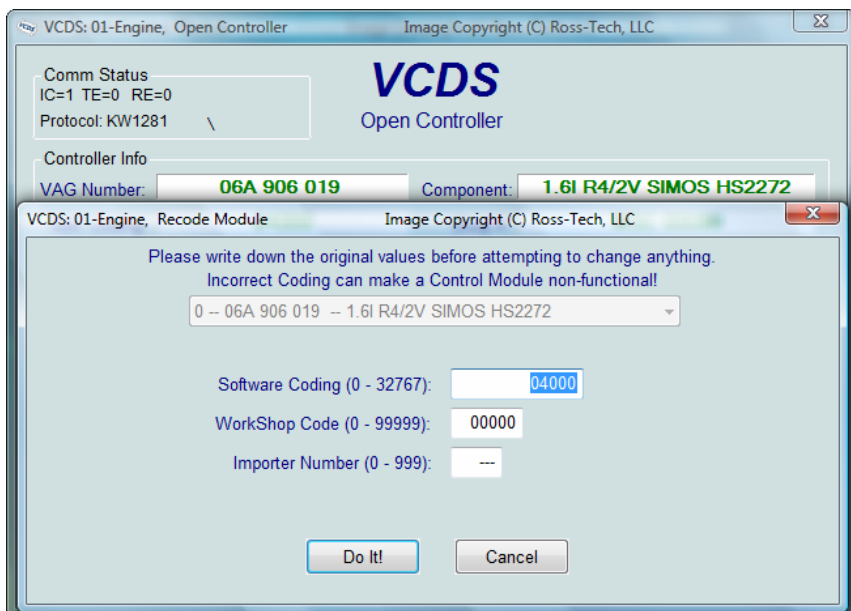 VCDS: 01-Engine, Open Controller Image Copyright (C) Ross-Tech, LLC
Comm Status
IC=1 TE=0 RE=0
Protocol: KW1281 \
VCDS
Open Controller
Controller Info
VAG Number: 06A 906 019 Component: 1.6l R4/2V SIMOS HS2272
VCDS: 01-Engine, Recode Module Image Copyright (C) Ross-Tech, LLC
Please write down the original values before attempting to change anything.
Incorrect Coding can make a Control Module non-functional!
0 -- 06A 906 019 -- 1.6l R4/2V SIMOS HS2272
Software Coding (0 - 32767): 04000
WorkShop Code (0 - 99999): 00000
Importer Number (0 - 999): ---
Do It! Cancel